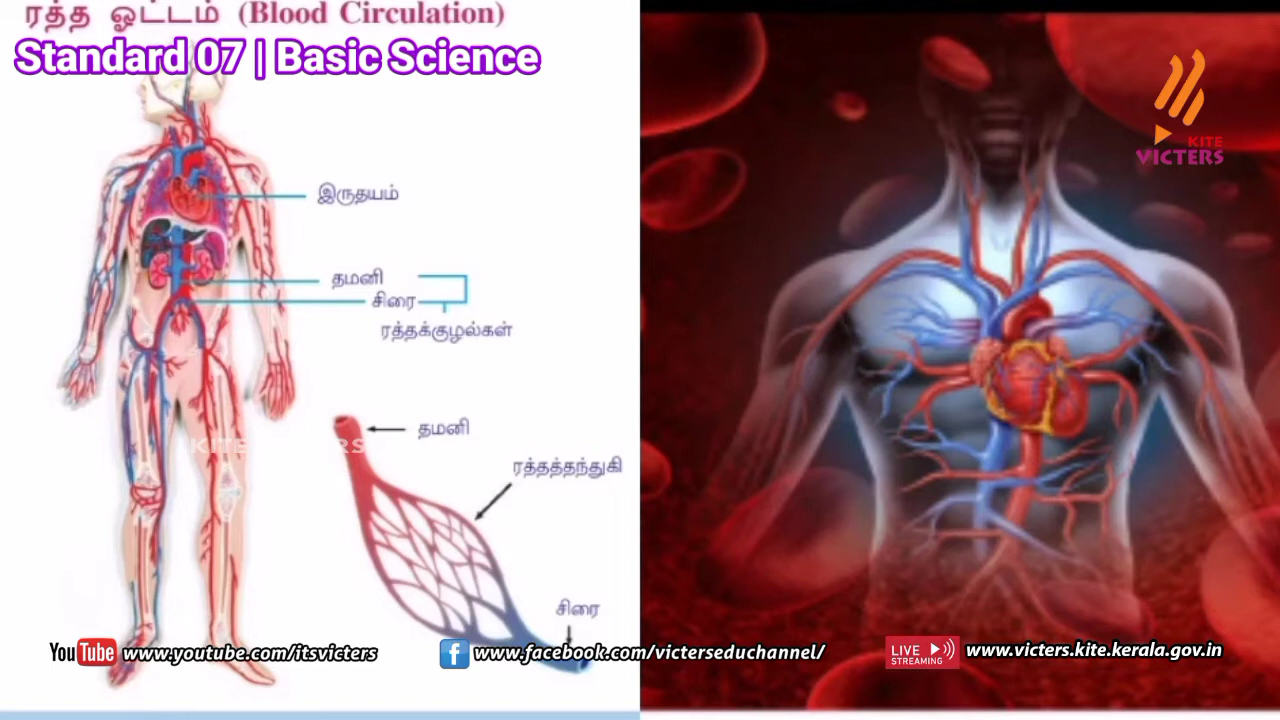 ரத்த ஓட்டம் (Blood Circulation)
Standard 07 | Basic Science
இருதயம்
தமனி
சிரை
ரத்தக்குழல்கள்
தமனி
ரத்தத்தந்துகி
சிரை
KITE VICTERS
YouTube www.youtube.com/itsvicters
f www.facebook.com/victerseduchannel/
LIVE STREAMING www.victers.kite.kerala.gov.in